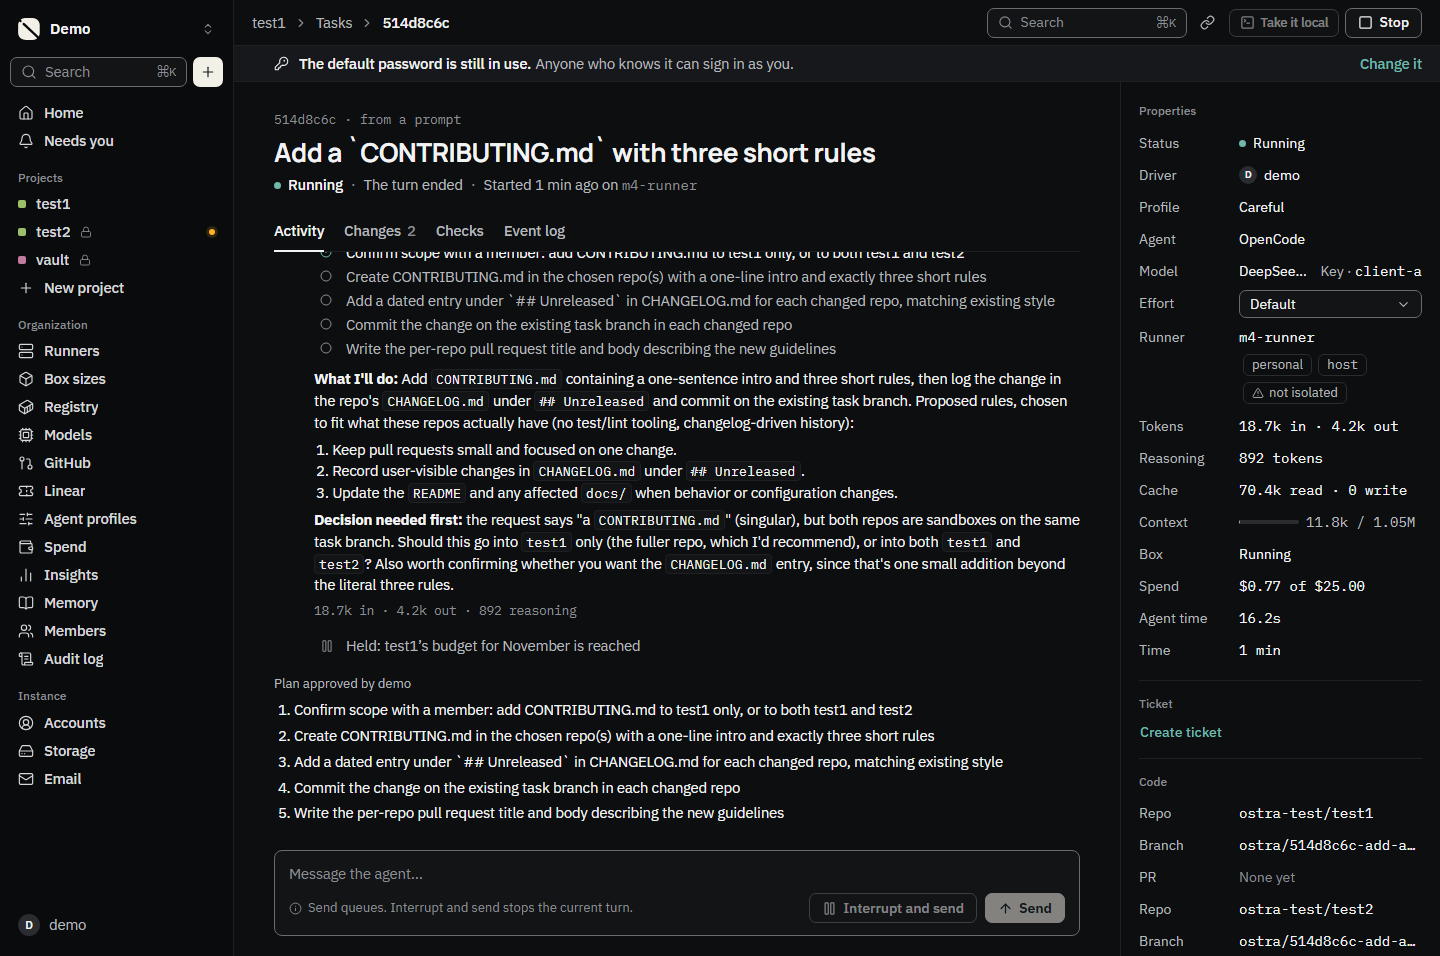 Demo
Search ⌘K
+
Home
Needs you
Projects
test1
test2
vault
New project
Organization
Runners
Box sizes
Registry
Models
GitHub
Linear
Agent profiles
Spend
Insights
Memory
Members
Audit log
Instance
Accounts
Storage
Email
D demo
test1 > Tasks > 514d8c6c
Search ⌘K
Take it local
Stop
The default password is still in use. Anyone who knows it can sign in as you.
Change it
514d8c6c · from a prompt
Add a `CONTRIBUTING.md` with three short rules
Running · The turn ended · Started 1 min ago on m4-runner
Activity Changes 2 Checks Event log
Confirm scope with a member: add CONTRIBUTING.md to test1 only, or to both test1 and test2
Create CONTRIBUTING.md in the chosen repo(s) with a one-line intro and exactly three short rules
Add a dated entry under `## Unreleased` in CHANGELOG.md for each changed repo, matching existing style
Commit the change on the existing task branch in each changed repo
Write the per-repo pull request title and body describing the new guidelines
What I'll do: Add CONTRIBUTING.md containing a one-sentence intro and three short rules, then log the change in
the repo's CHANGELOG.md under ## Unreleased and commit on the existing task branch. Proposed rules, chosen
to fit what these repos actually have (no test/lint tooling, changelog-driven history):
1. Keep pull requests small and focused on one change.
2. Record user-visible changes in CHANGELOG.md under ## Unreleased.
3. Update the README and any affected docs/ when behavior or configuration changes.
Decision needed first: the request says "a CONTRIBUTING.md" (singular), but both repos are sandboxes on the same
task branch. Should this go into test1 only (the fuller repo, which I'd recommend), or into both test1 and
test2? Also worth confirming whether you want the CHANGELOG.md entry, since that's one small addition beyond
the literal three rules.
18.7k in · 4.2k out · 892 reasoning
Held: test1’s budget for November is reached
Plan approved by demo
1. Confirm scope with a member: add CONTRIBUTING.md to test1 only, or to both test1 and test2
2. Create CONTRIBUTING.md in the chosen repo(s) with a one-line intro and exactly three short rules
3. Add a dated entry under `## Unreleased` in CHANGELOG.md for each changed repo, matching existing style
4. Commit the change on the existing task branch in each changed repo
5. Write the per-repo pull request title and body describing the new guidelines
Message the agent...
Send queues. Interrupt and send stops the current turn.
Interrupt and send
Send
Properties
Status Running
Driver D demo
Profile Careful
Agent OpenCode
Model DeepSee... Key · client-a
Effort Default
Runner m4-runner
personal host
not isolated
Tokens 18.7k in · 4.2k out
Reasoning 892 tokens
Cache 70.4k read · 0 write
Context 11.8k / 1.05M
Box Running
Spend $0.77 of $25.00
Agent time 16.2s
Time 1 min
Ticket
Create ticket
Code
Repo ostra-test/test1
Branch ostra/514d8c6c-add-a…
PR None yet
Repo ostra-test/test2
Branch ostra/514d8c6c-add-a…